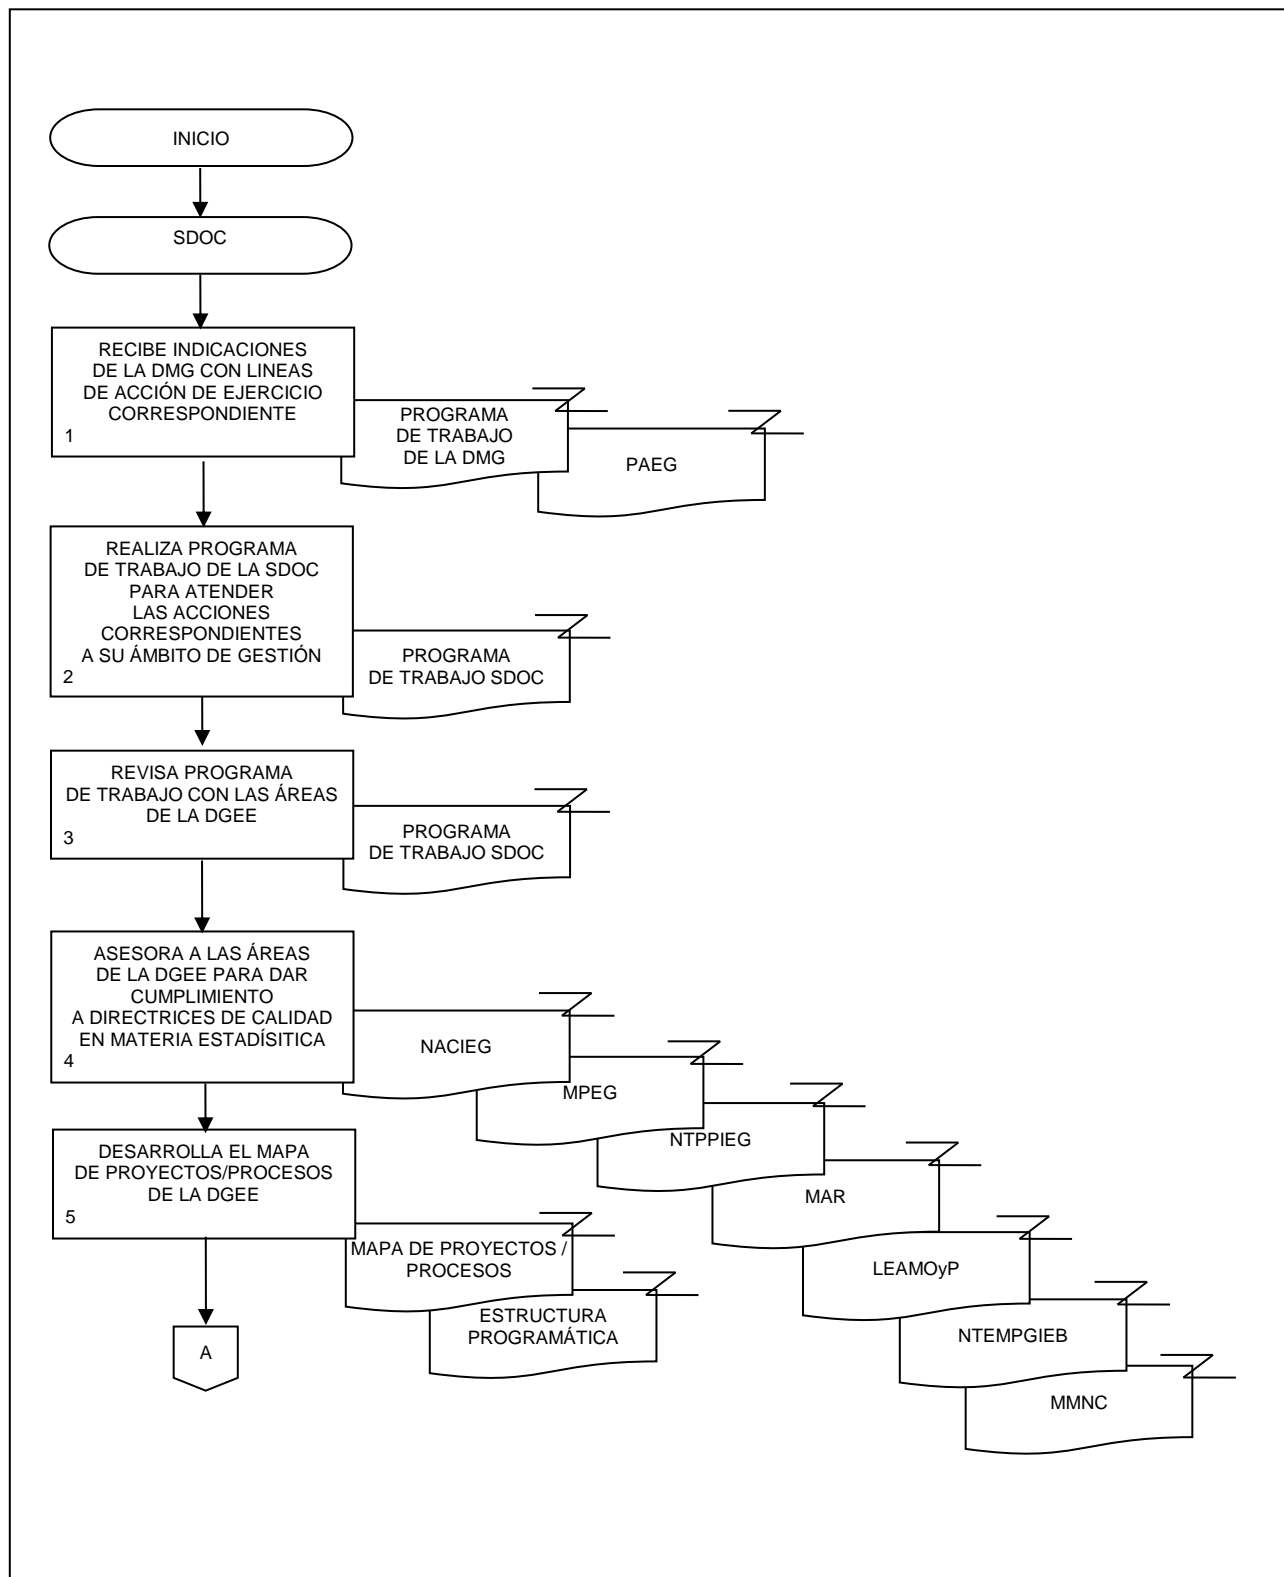 INICIO
SDOC
RECIBE INDICACIONES
DE LA DMG CON LINEAS
DE ACCIÓN DE EJERCICIO
CORRESPONDIENTE
1
PROGRAMA
DE TRABAJO
DE LA DMG
PAEG
REALIZA PROGRAMA
DE TRABAJO DE LA SDOC
PARA ATENDER
LAS ACCIONES
CORRESPONDIENTES
A SU ÁMBITO DE GESTIÓN
2
PROGRAMA
DE TRABAJO SDOC
REVISA PROGRAMA
DE TRABAJO CON LAS ÁREAS
DE LA DGEE
3
PROGRAMA
DE TRABAJO SDOC
ASESORA A LAS ÁREAS
DE LA DGEE PARA DAR
CUMPLIMIENTO
A DIRECTRICES DE CALIDAD
EN MATERIA ESTADÍSITICA
4
NACIEG
MPEG
NTPPIEG
MAR
LEAMOyP
NTEMPGIEB
MMNC
DESARROLLA EL MAPA
DE PROYECTOS/PROCESOS
DE LA DGEE
5
MAPA DE PROYECTOS /
PROCESOS
ESTRUCTURA
PROGRAMÁTICA
A